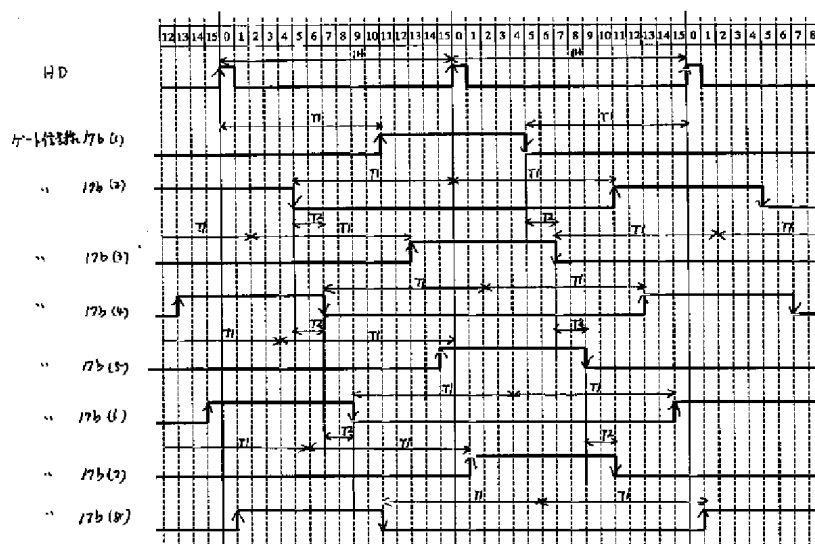 12 13 14 15 0 1 2 3 4 5 6 7 8 9 10 11 12 13 14 15 0 1 2 3 4 5 6 7 8 9 10 11 12 13 14 15 0 1 2 3 4 5 6 7 8
1H 1H
HD
T1 T1
ゲート信号線 17b (1)
T1 T1
〃 17b (2)
T2 T2
T1 T1 T1 T1
〃 17b (3)
T1 T1
〃 17b (4)
T2 T2
T1 T1
〃 17b (5)
T1 T1
〃 17b (6)
T2 T2
T1 T1
〃 17b (7)
T1 T1
〃 17b (8)